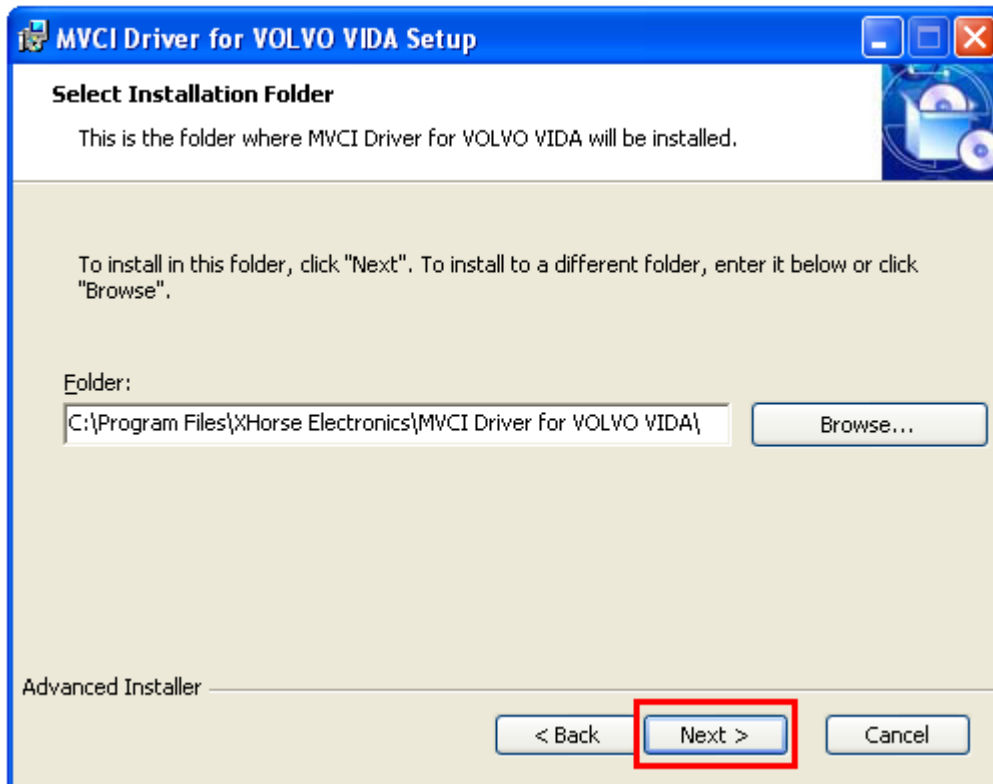 MVCI Driver for VOLVO VIDA Setup
Select Installation Folder
This is the folder where MVCI Driver for VOLVO VIDA will be installed.
To install in this folder, click "Next". To install to a different folder, enter it below or click
"Browse".
Folder:
C:\Program Files\XHorse Electronics\MVCI Driver for VOLVO VIDA\
Browse...
Advanced Installer
< Back
Next >
Cancel